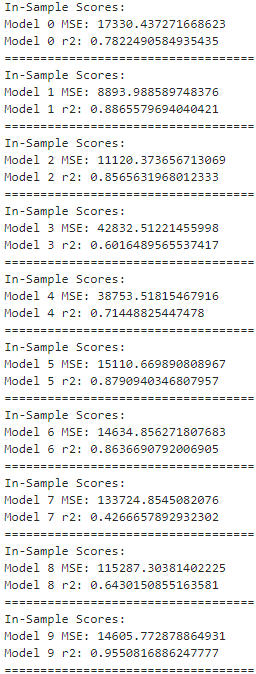 In-Sample Scores:
Model 0 MSE: 17330.437271668623
Model 0 r2: 0.7822490584935435
==================================
In-Sample Scores:
Model 1 MSE: 8893.988589748376
Model 1 r2: 0.8865579694040421
==================================
In-Sample Scores:
Model 2 MSE: 11120.373656713069
Model 2 r2: 0.8565631968012333
==================================
In-Sample Scores:
Model 3 MSE: 42832.51221455998
Model 3 r2: 0.6016489565537417
==================================
In-Sample Scores:
Model 4 MSE: 38753.51815467916
Model 4 r2: 0.71448825447478
==================================
In-Sample Scores:
Model 5 MSE: 15110.669890808967
Model 5 r2: 0.8790940346807957
==================================
In-Sample Scores:
Model 6 MSE: 14634.856271807683
Model 6 r2: 0.8636690792006905
==================================
In-Sample Scores:
Model 7 MSE: 133724.8545082076
Model 7 r2: 0.4266657892932302
==================================
In-Sample Scores:
Model 8 MSE: 115287.30381402225
Model 8 r2: 0.6430150855163581
==================================
In-Sample Scores:
Model 9 MSE: 14605.772878864931
Model 9 r2: 0.9550816886247777
==================================